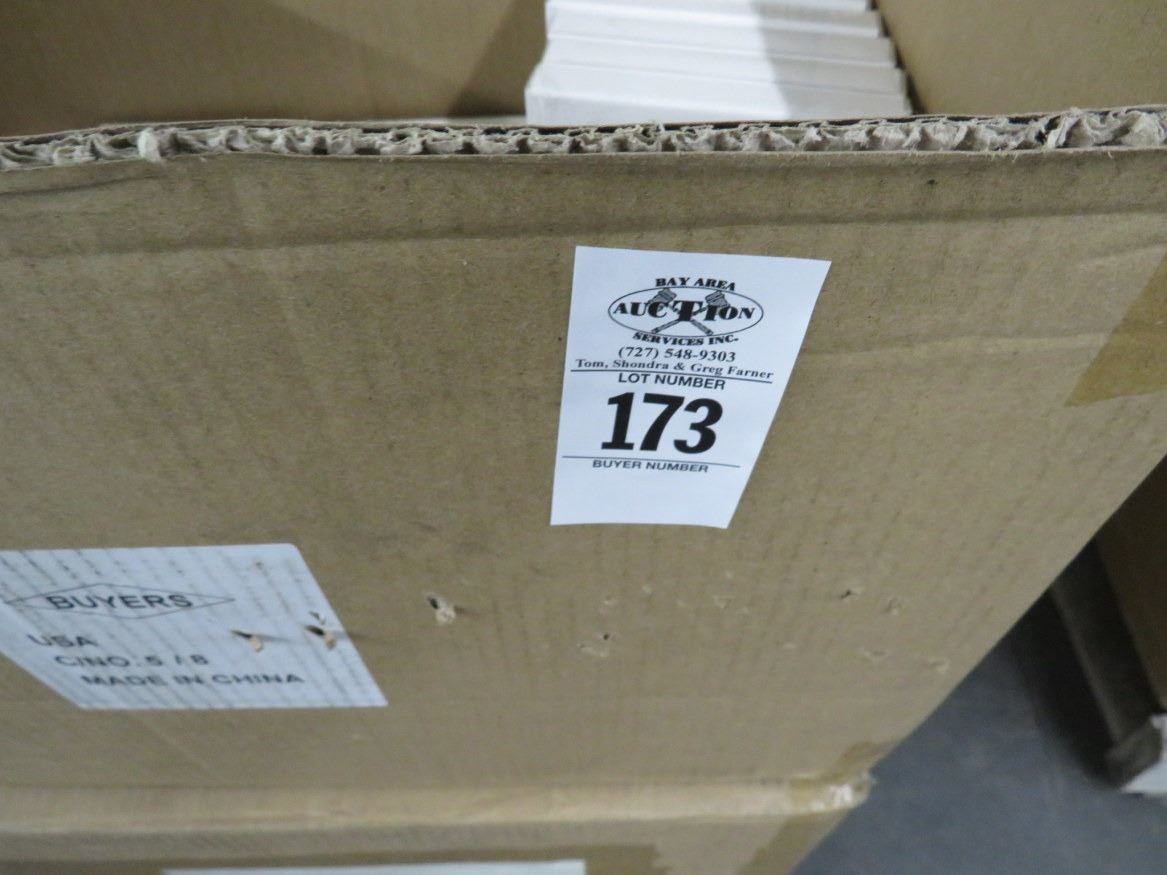 BAY AREA
AUCTION
SERVICES INC.
(727) 548-9303
Tom, Shondra & Greg Farner
LOT NUMBER
173
BUYER NUMBER
BUYERS
USA
C/NO: 5 / 8
MADE IN CHINA